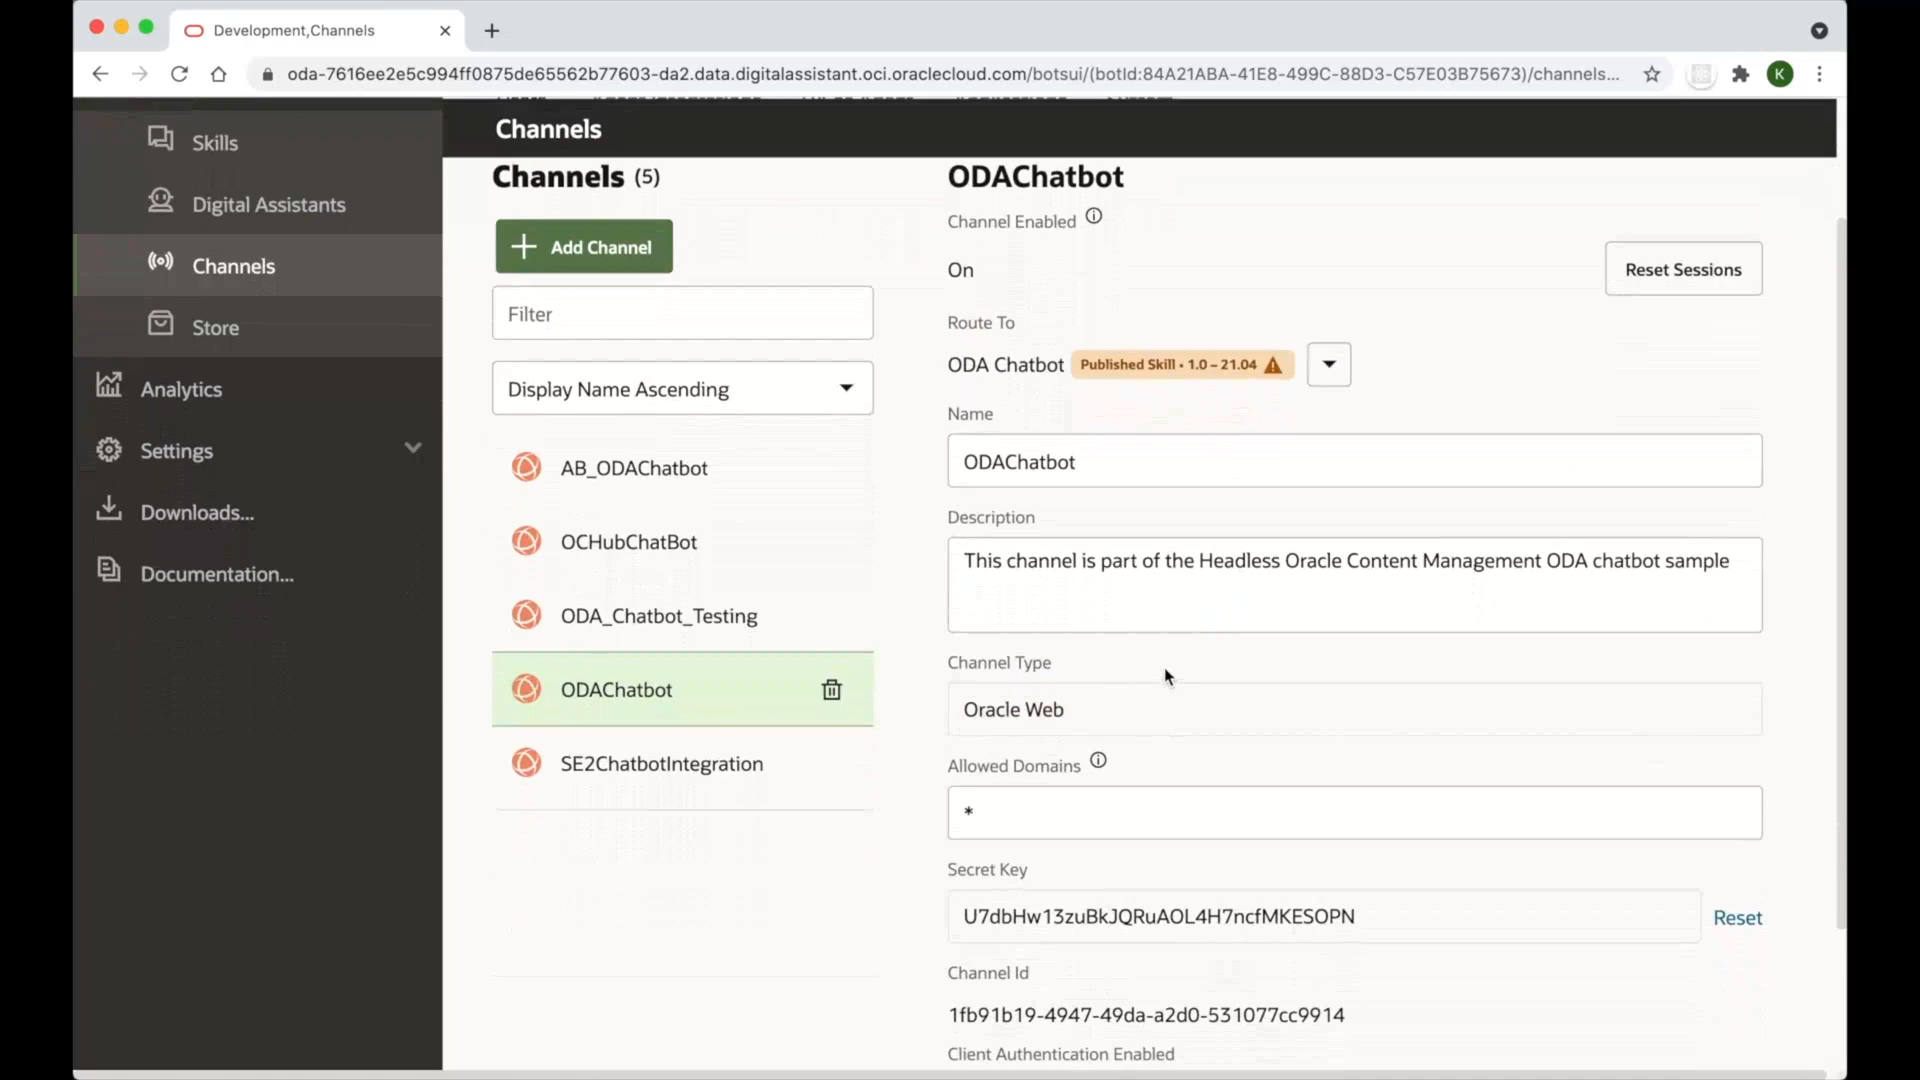 Development,Channels
oda-7616ee2e5c994ff0875de65562b77603-da2.data.digitalassistant.oci.oraclecloud.com/botsui/(botId:84A21ABA-41E8-499C-88D3-C57E03B75673)/channels...
K
Skills
Digital Assistants
Channels
Store
Analytics
Settings
Downloads...
Documentation...
Channels
Channels (5)
Add Channel
Filter
Display Name Ascending
AB_ODAChatbot
OCHubChatBot
ODA_Chatbot_Testing
ODAChatbot
SE2ChatbotIntegration
ODAChatbot
Channel Enabled
On
Reset Sessions
Route To
ODA Chatbot Published Skill • 1.0 – 21.04
Name
ODAChatbot
Description
This channel is part of the Headless Oracle Content Management ODA chatbot sample
Channel Type
Oracle Web
Allowed Domains
*
Secret Key
U7dbHw13zuBkJQRuAOL4H7ncfMKESOPN
Reset
Channel Id
1fb91b19-4947-49da-a2d0-531077cc9914
Client Authentication Enabled